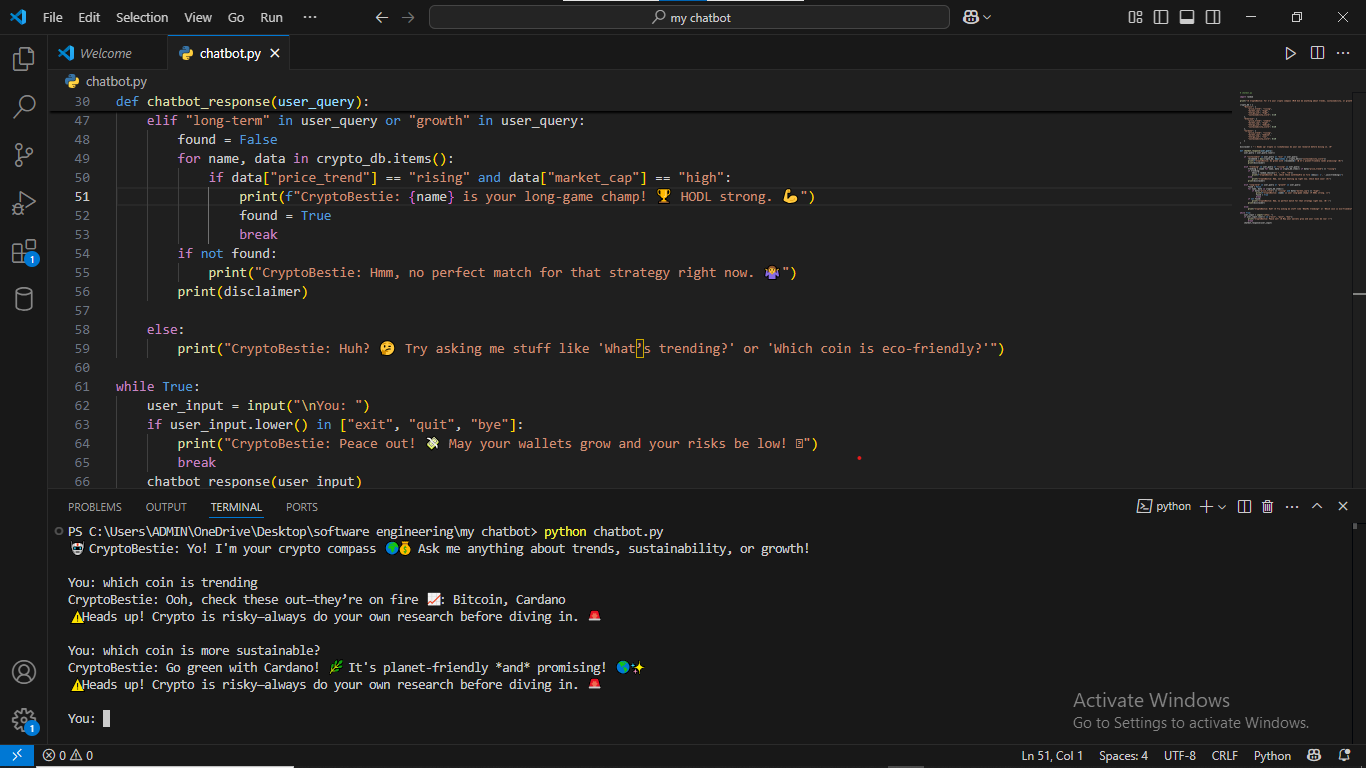 File Edit Selection View Go Run ··· my chatbot
Welcome chatbot.py
chatbot.py
30 def chatbot_response(user_query):
47 elif "long-term" in user_query or "growth" in user_query:
48 found = False
49 for name, data in crypto_db.items():
50 if data["price_trend"] == "rising" and data["market_cap"] == "high":
51 print(f"CryptoBestie: {name} is your long-game champ! 🏆 HODL strong. 💪")
52 found = True
53 break
54 if not found:
55 print("CryptoBestie: Hmm, no perfect match for that strategy right now. 🤷‍♀️")
56 print(disclaimer)
57
58 else:
59 print("CryptoBestie: Huh? 🤔 Try asking me stuff like 'What’s trending?' or 'Which coin is eco-friendly?'")
60
61 while True:
62 user_input = input("\nYou: ")
63 if user_input.lower() in ["exit", "quit", "bye"]:
64 print("CryptoBestie: Peace out! 💸 May your wallets grow and your risks be low! ")
65 break
66 chatbot_response(user_input)
PROBLEMS OUTPUT TERMINAL PORTS python
PS C:\Users\ADMIN\OneDrive\Desktop\software engineering\my chatbot> python chatbot.py
🤖 CryptoBestie: Yo! I'm your crypto compass 🌍💰 Ask me anything about trends, sustainability, or growth!
You: which coin is trending
CryptoBestie: Ooh, check these out—they’re on fire 📈: Bitcoin, Cardano
⚠️Heads up! Crypto is risky—always do your own research before diving in. 🚨
You: which coin is more sustainable?
CryptoBestie: Go green with Cardano! 🌿 It's planet-friendly *and* promising! 🌎✨
⚠️Heads up! Crypto is risky—always do your own research before diving in. 🚨
You:
Activate Windows
Go to Settings to activate Windows.
1
1
0 0 Ln 51, Col 1 Spaces: 4 UTF-8 CRLF Python